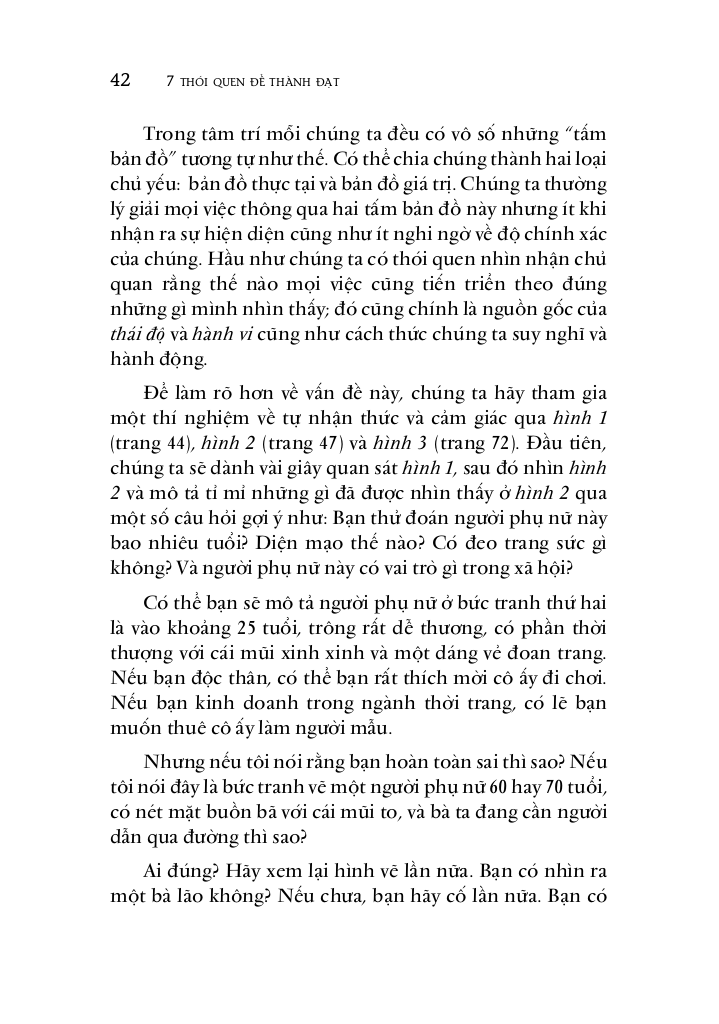 42 7 THÓI QUEN ĐỂ THÀNH ĐẠT
Trong tâm trí mỗi chúng ta đều có vô số những “tấm
bản đồ” tương tự như thế. Có thể chia chúng thành hai loại
chủ yếu: bản đồ thực tại và bản đồ giá trị. Chúng ta thường
lý giải mọi việc thông qua hai tấm bản đồ này nhưng ít khi
nhận ra sự hiện diện cũng như ít nghi ngờ về độ chính xác
của chúng. Hầu như chúng ta có thói quen nhìn nhận chủ
quan rằng thế nào mọi việc cũng tiến triển theo đúng
những gì mình nhìn thấy; đó cũng chính là nguồn gốc của
thái độ và hành vi cũng như cách thức chúng ta suy nghĩ và
hành động.
Để làm rõ hơn về vấn đề này, chúng ta hãy tham gia
một thí nghiệm về tự nhận thức và cảm giác qua hình 1
(trang 44), hình 2 (trang 47) và hình 3 (trang 72). Đầu tiên,
chúng ta sẽ dành vài giây quan sát hình 1, sau đó nhìn hình
2 và mô tả tỉ mỉ những gì đã được nhìn thấy ở hình 2 qua
một số câu hỏi gợi ý như: Bạn thử đoán người phụ nữ này
bao nhiêu tuổi? Diện mạo thế nào? Có đeo trang sức gì
không? Và người phụ nữ này có vai trò gì trong xã hội?
Có thể bạn sẽ mô tả người phụ nữ ở bức tranh thứ hai
là vào khoảng 25 tuổi, trông rất dễ thương, có phần thời
thượng với cái mũi xinh xinh và một dáng vẻ đoan trang.
Nếu bạn độc thân, có thể bạn rất thích mời cô ấy đi chơi.
Nếu bạn kinh doanh trong ngành thời trang, có lẽ bạn
muốn thuê cô ấy làm người mẫu.
Nhưng nếu tôi nói rằng bạn hoàn toàn sai thì sao? Nếu
tôi nói đây là bức tranh vẽ một người phụ nữ 60 hay 70 tuổi,
có nét mặt buồn bã với cái mũi to, và bà ta đang cần người
dẫn qua đường thì sao?
Ai đúng? Hãy xem lại hình vẽ lần nữa. Bạn có nhìn ra
một bà lão không? Nếu chưa, bạn hãy cố lần nữa. Bạn có